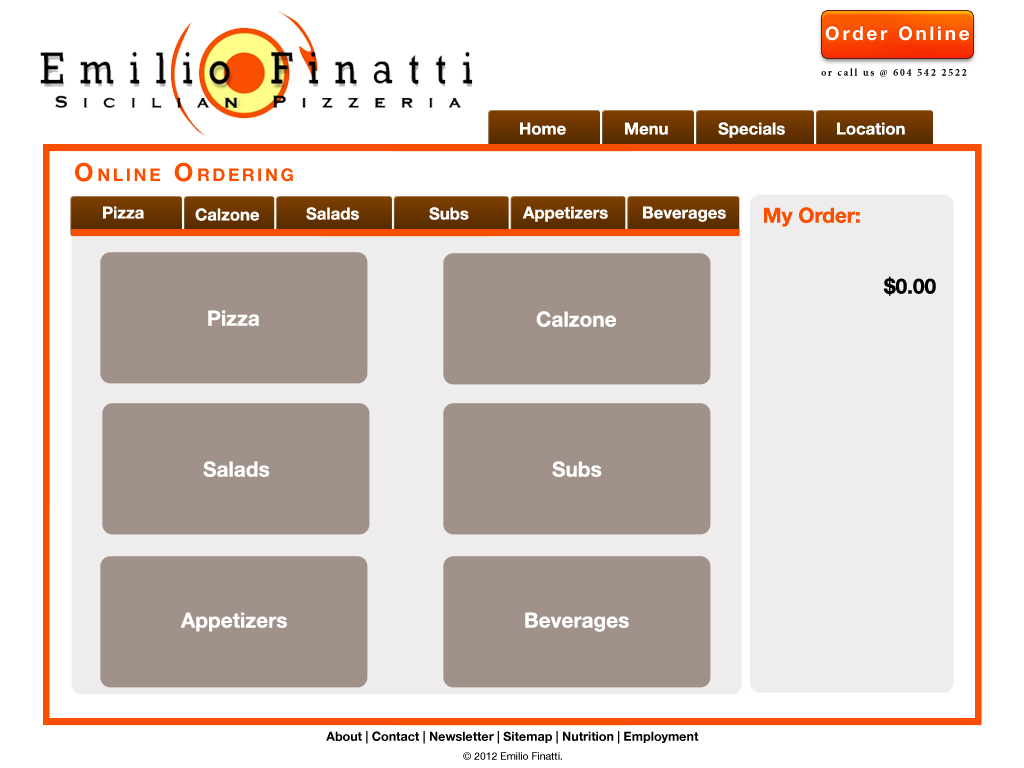 Emilio Finatti
Sicilian Pizzeria
Order Online
or call us @ 604 542 2522
Home Menu Specials Location
Online Ordering
Pizza Calzone Salads Subs Appetizers Beverages
My Order:
$0.00
Pizza Calzone
Salads Subs
Appetizers Beverages
About | Contact | Newsletter | Sitemap | Nutrition | Employment
© 2012 Emilio Finatti.